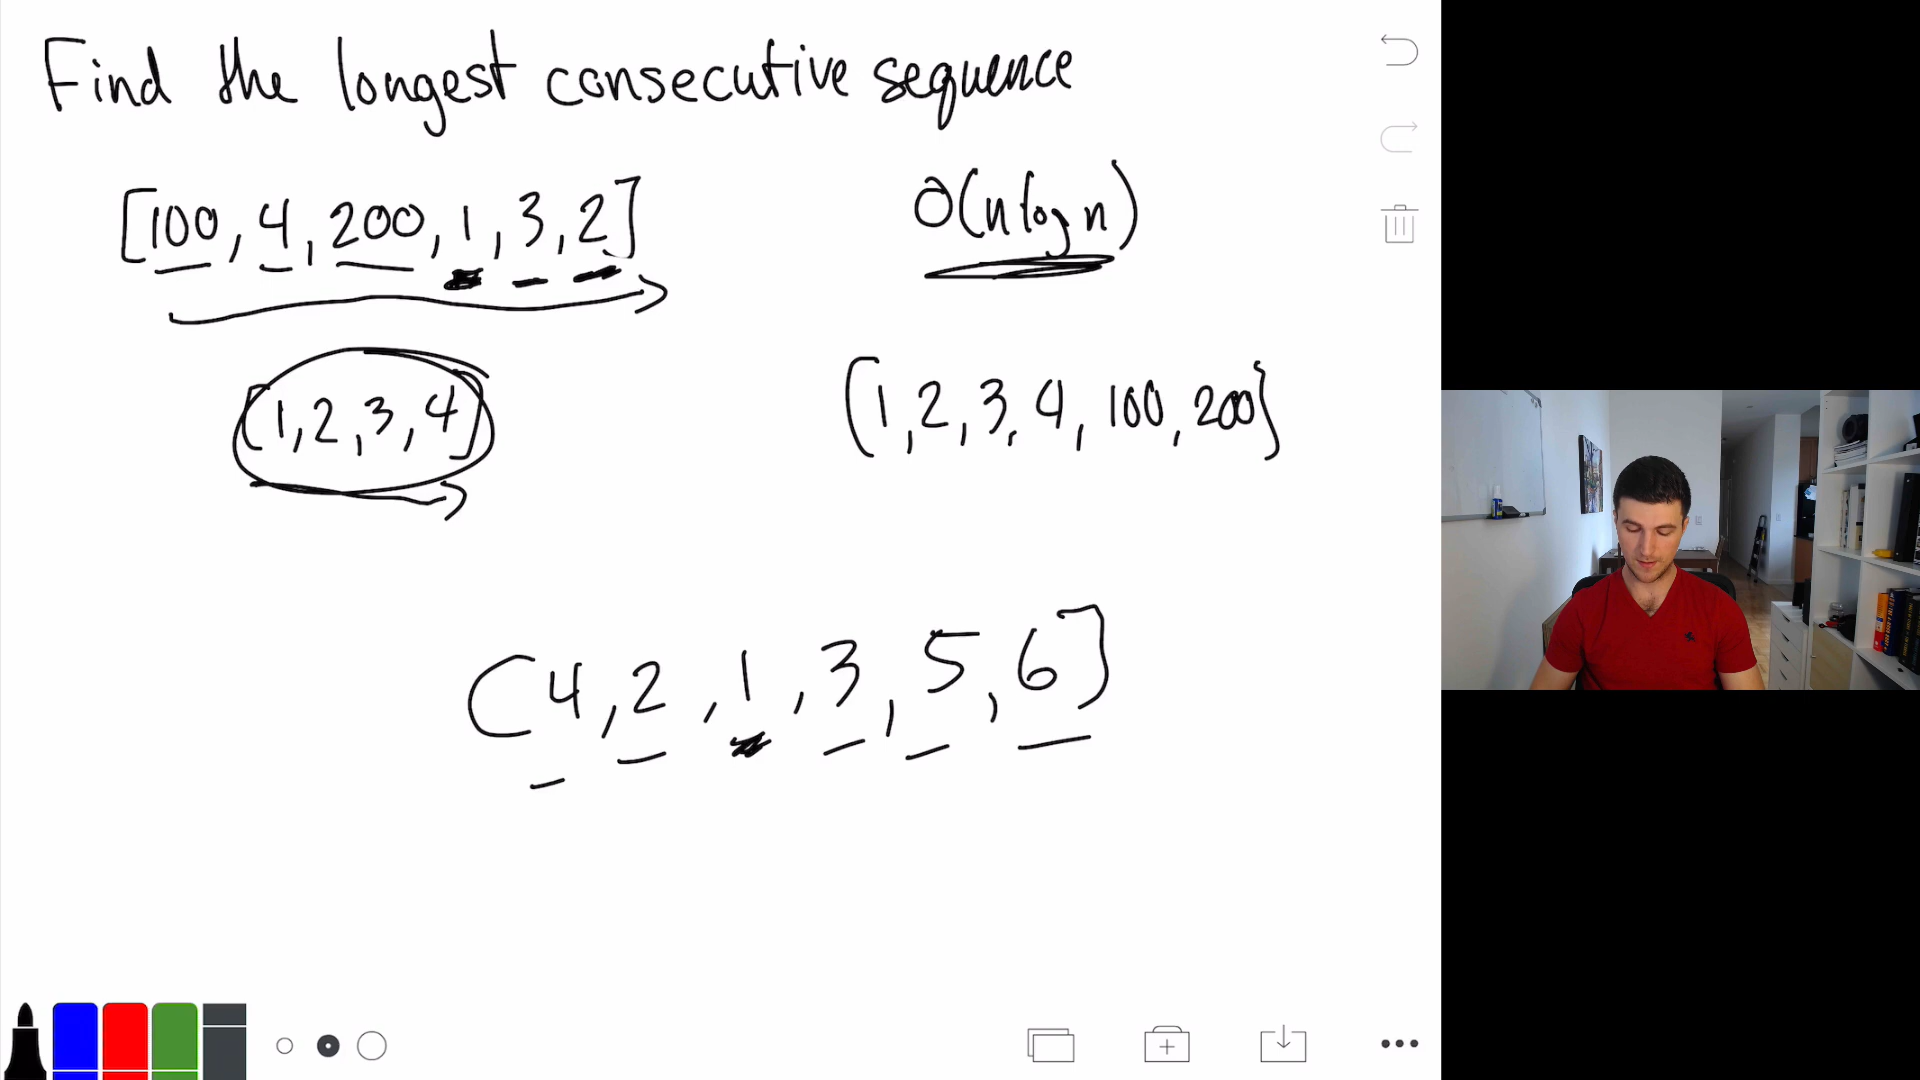 Find the longest consecutive sequence
[100, 4, 200, 1, 3, 2]
O(n log n)
[1, 2, 3, 4]
[1, 2, 3, 4, 100, 200]
[4, 2, 1, 3, 5, 6]